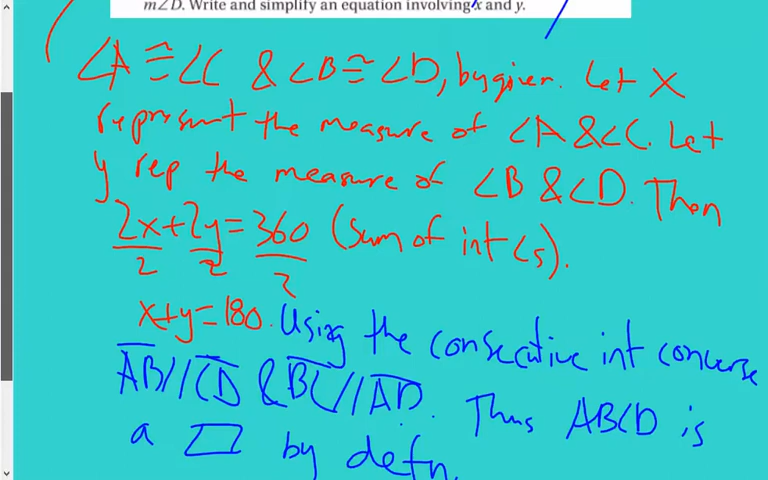 m∠D. Write and simplify an equation involving x and y.
∠A ≅ ∠C & ∠B ≅ ∠D, by given. Let x
represent the measure of ∠A & ∠C. Let
y rep the measure of ∠B & ∠D. Then
2x+2y=360 (sum of int ∠s).
2 2 2
x+y=180. Using the consecutive int converse
AB//CD & BC//AD. Thus ABCD is
a ▱ by defn.